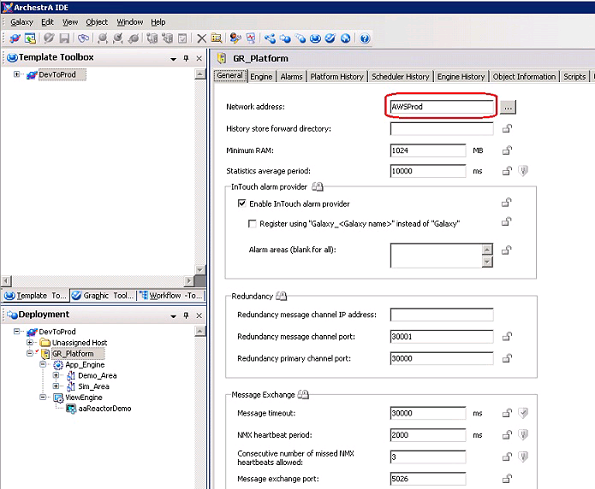 ArchestrA IDE
Galaxy Edit View Object Window Help
Template Toolbox
DevToProd
GR_Platform
General Engine Alarms Platform History Scheduler History Engine History Object Information Scripts
Network address: AWSProd ...
History store forward directory:
Minimum RAM: 1024 MB
Statistics average period: 10000 ms
InTouch alarm provider
Enable InTouch alarm provider
Register using "Galaxy_<Galaxy name>" instead of "Galaxy"
Alarm areas (blank for all):
Template To... Graphic Tool... Workflow -To...
Redundancy
Redundancy message channel IP address:
Redundancy message channel port: 30001
Redundancy primary channel port: 30000
Deployment
DevToProd
Unassigned Host
GR_Platform
App_Engine
Demo_Area
Sim_Area
ViewEngine
aaReactorDemo
Message Exchange
Message timeout: 30000 ms
NMX heartbeat period: 2000 ms
Consecutive number of missed NMX
heartbeats allowed: 3
Message exchange port: 5026